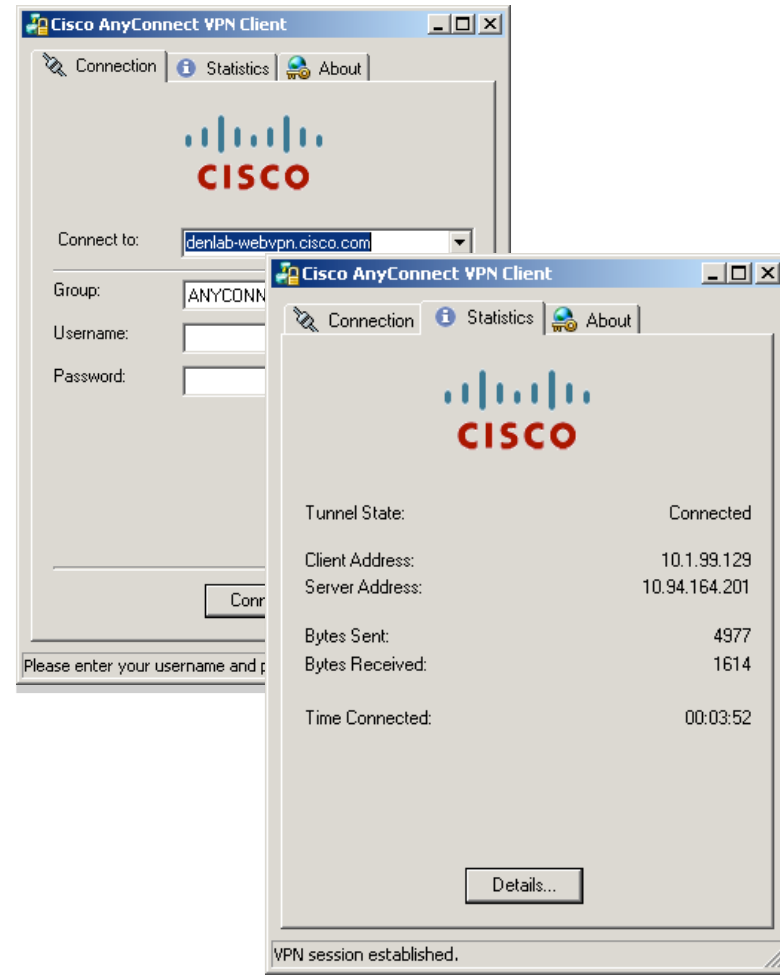 Cisco AnyConnect VPN Client
Connection Statistics About
CISCO
Connect to: denlab-webvpn.cisco.com
Group:
Username:
Password:
Please enter your username and
Cisco AnyConnect VPN Client
Connection Statistics About
CISCO
Tunnel State: Connected
Client Address: 10.1.99.129
Server Address: 10.94.164.201
Bytes Sent: 4977
Bytes Received: 1614
Time Connected: 00:03:52
Details...
VPN session established.